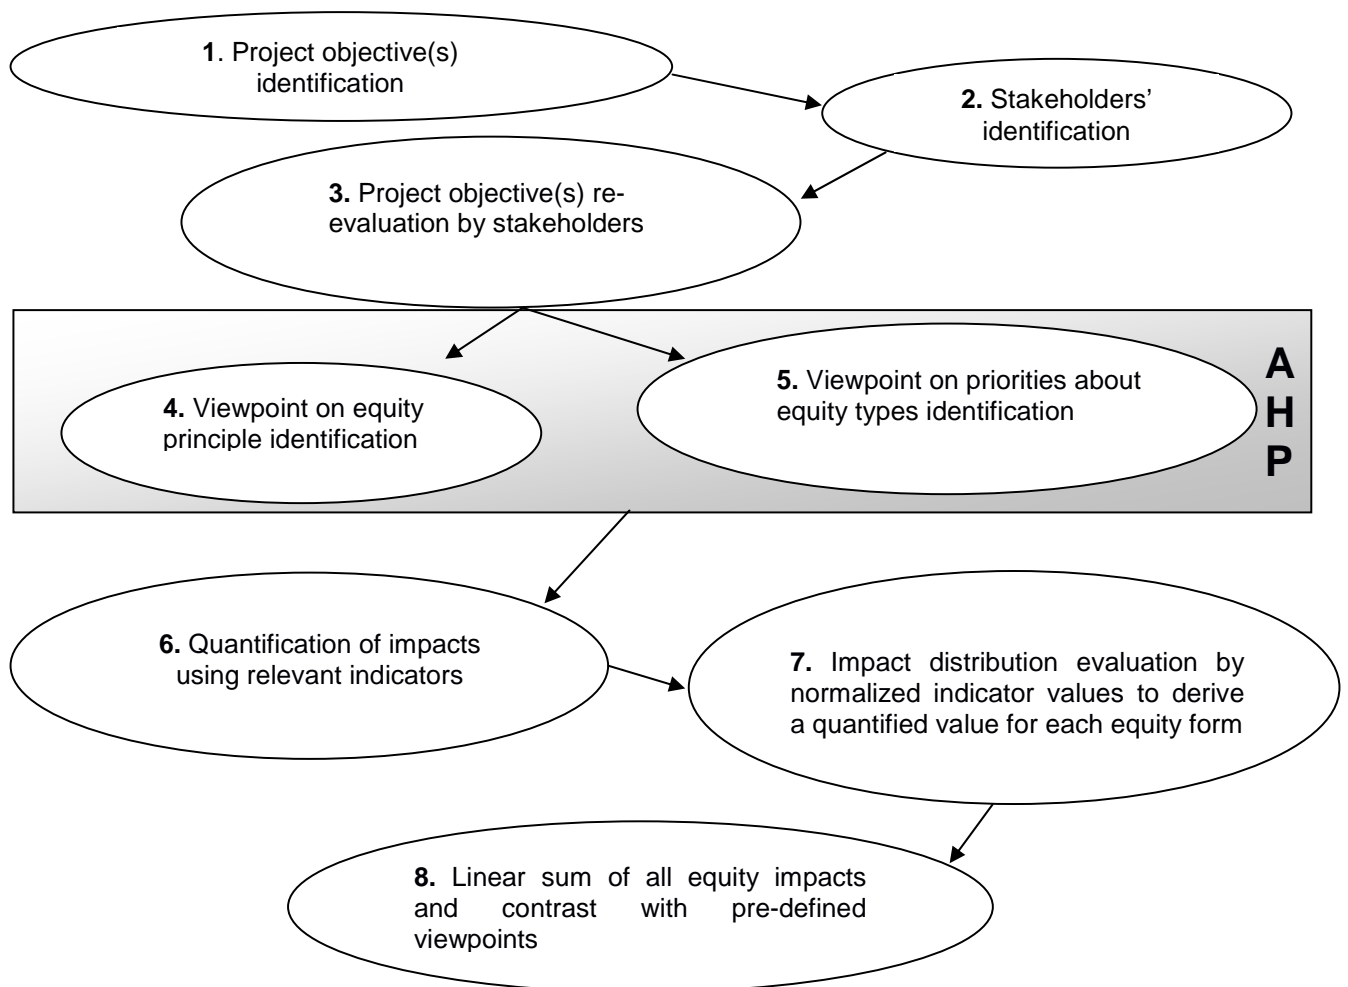 1. Project objective(s)
identification
2. Stakeholders’
identification
3. Project objective(s) re-
evaluation by stakeholders
4. Viewpoint on equity
principle identification
5. Viewpoint on priorities about
equity types identification
A
H
P
6. Quantification of impacts
using relevant indicators
7. Impact distribution evaluation by
normalized indicator values to derive
a quantified value for each equity form
8. Linear sum of all equity impacts
and contrast with pre-defined
viewpoints